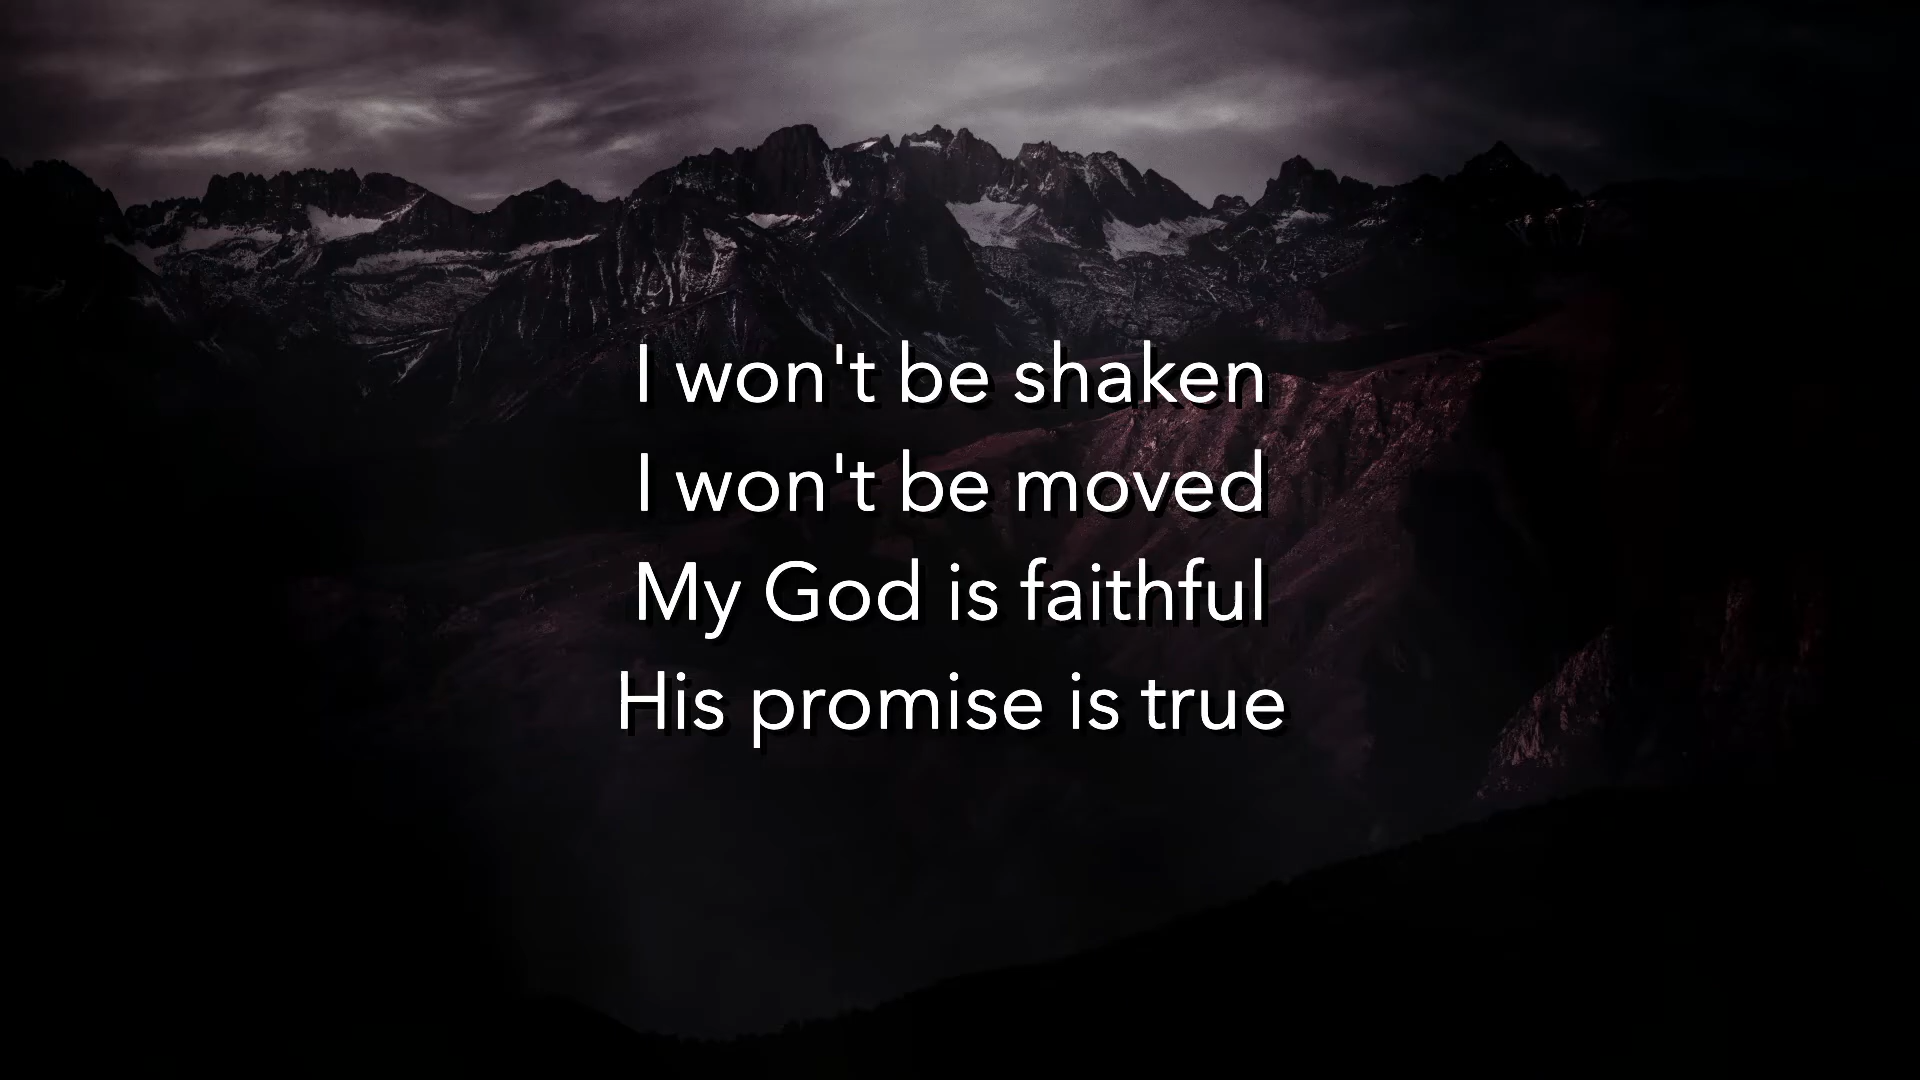 I won't be shaken
I won't be moved
My God is faithful
His promise is true